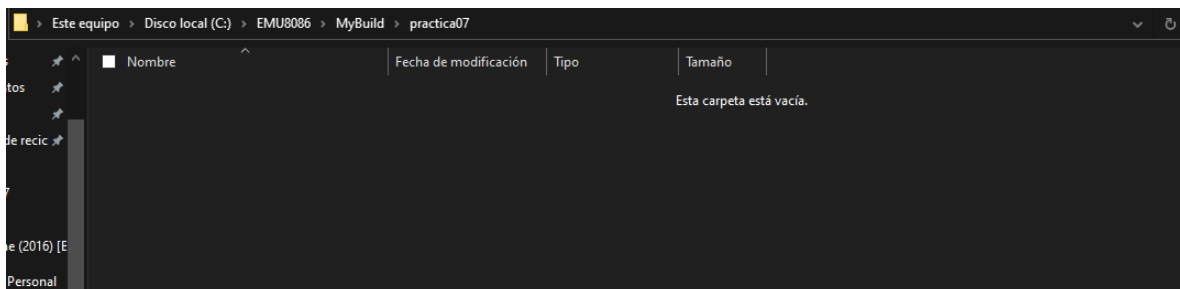 > Este equipo > Disco local (C:) > EMU8086 > MyBuild > practica07
Nombre Fecha de modificación Tipo Tamaño
Esta carpeta está vacía.
tos
de recic
7
e (2016) [E
Personal